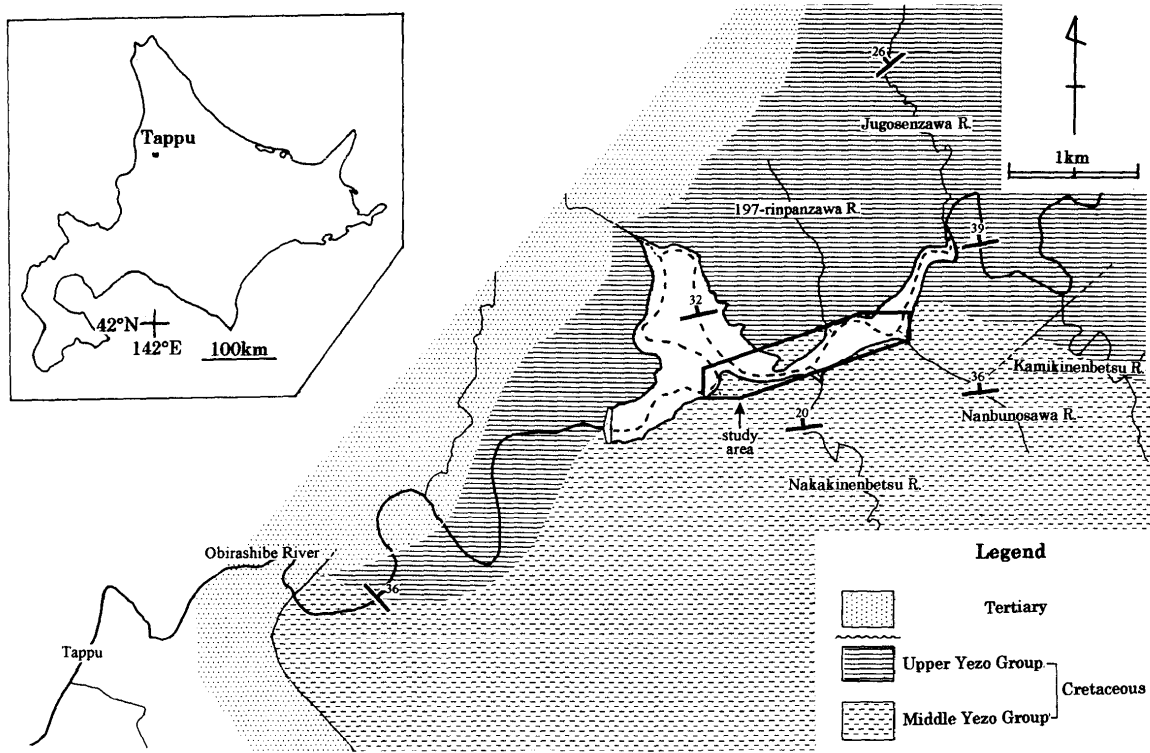 Tappu
42°N
142°E
100km
26
Jugosenzawa R.
1km
197-rinpanzawa R.
39
32
Kamikinenbetsu R.
36
Nanbunosawa R.
20
study
area
Nakakinenbetsu R.
Obirashibe River
36
Tappu
Legend
Tertiary
Upper Yezo Group
Cretaceous
Middle Yezo Group